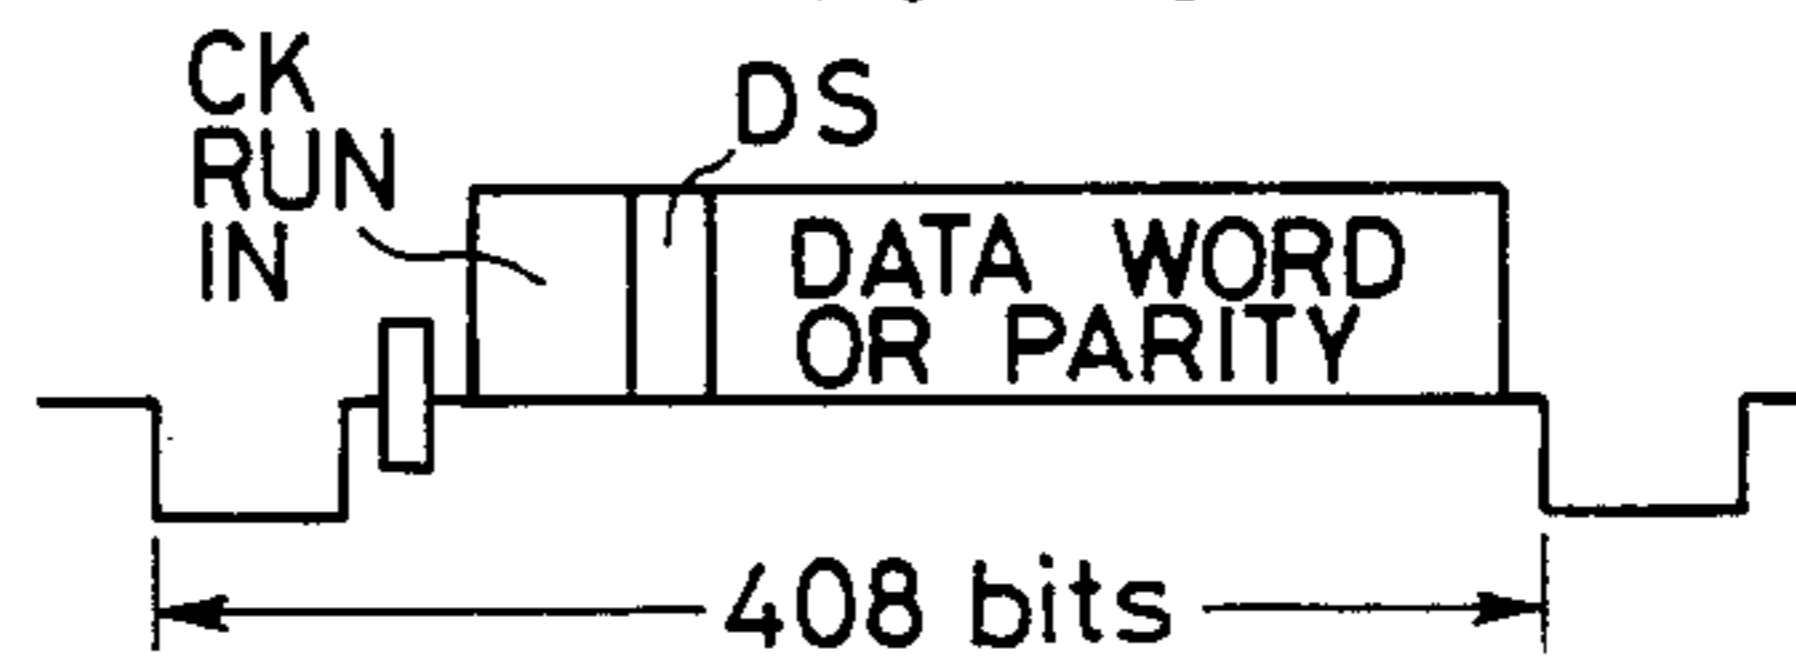 CK
RUN
IN
DS
DATA WORD
OR PARITY
408 bits